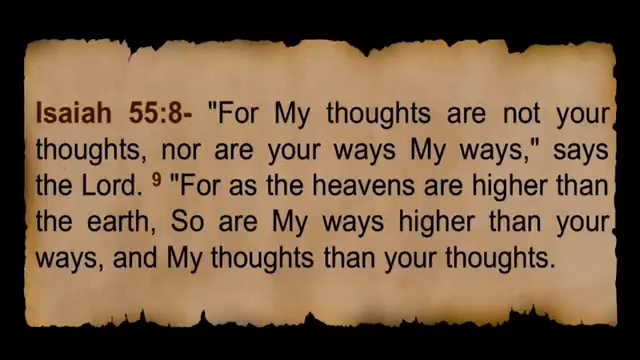 Isaiah 55:8- "For My thoughts are not your
thoughts, nor are your ways My ways," says
the Lord. 9 "For as the heavens are higher than
the earth, So are My ways higher than your
ways, and My thoughts than your thoughts.